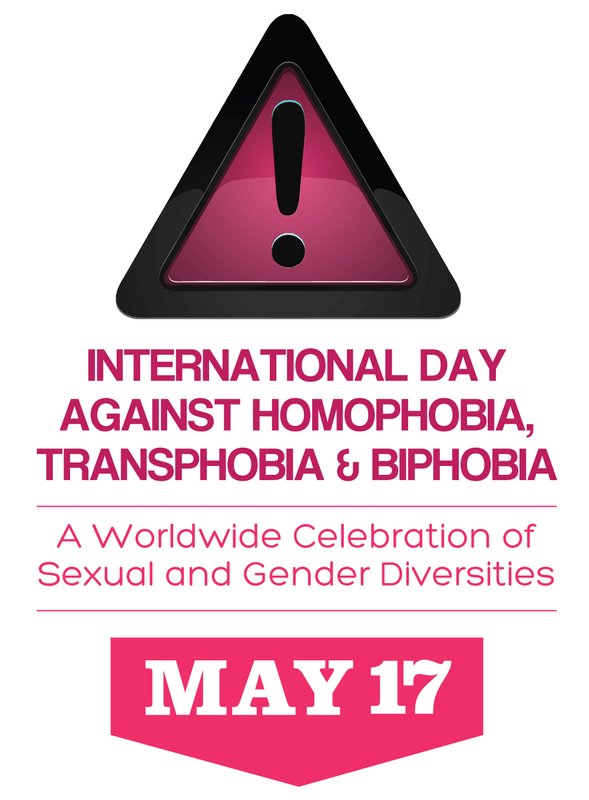 !
INTERNATIONAL DAY
AGAINST HOMOPHOBIA,
TRANSPHOBIA & BIPHOBIA
A Worldwide Celebration of
Sexual and Gender Diversities
MAY 17